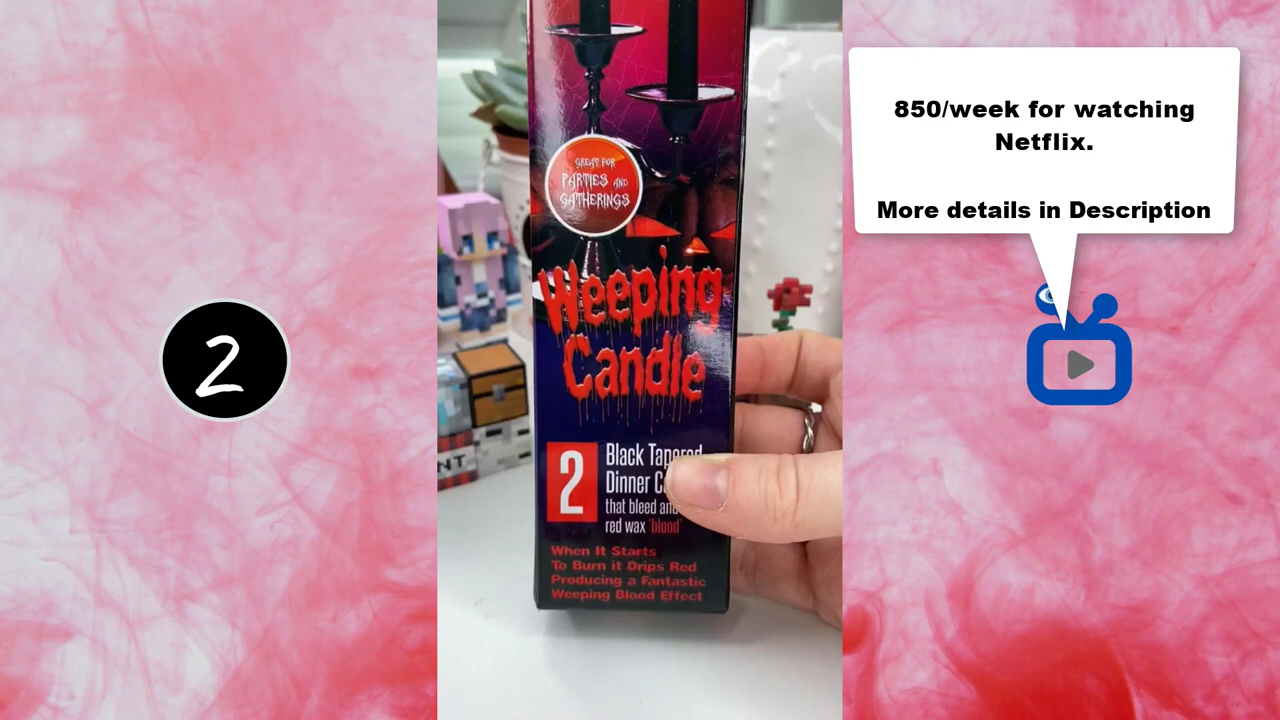 2
GREAT FOR
PARTIES AND
GATHERINGS
Weeping
Candle
2
Black Tapered
Dinner
that bleed
red wax 'blood'
When It Starts
To Burn it Drips Red
Producing a Fantastic
Weeping Blood Effect
NT
850/week for watching
Netflix.
More details in Description